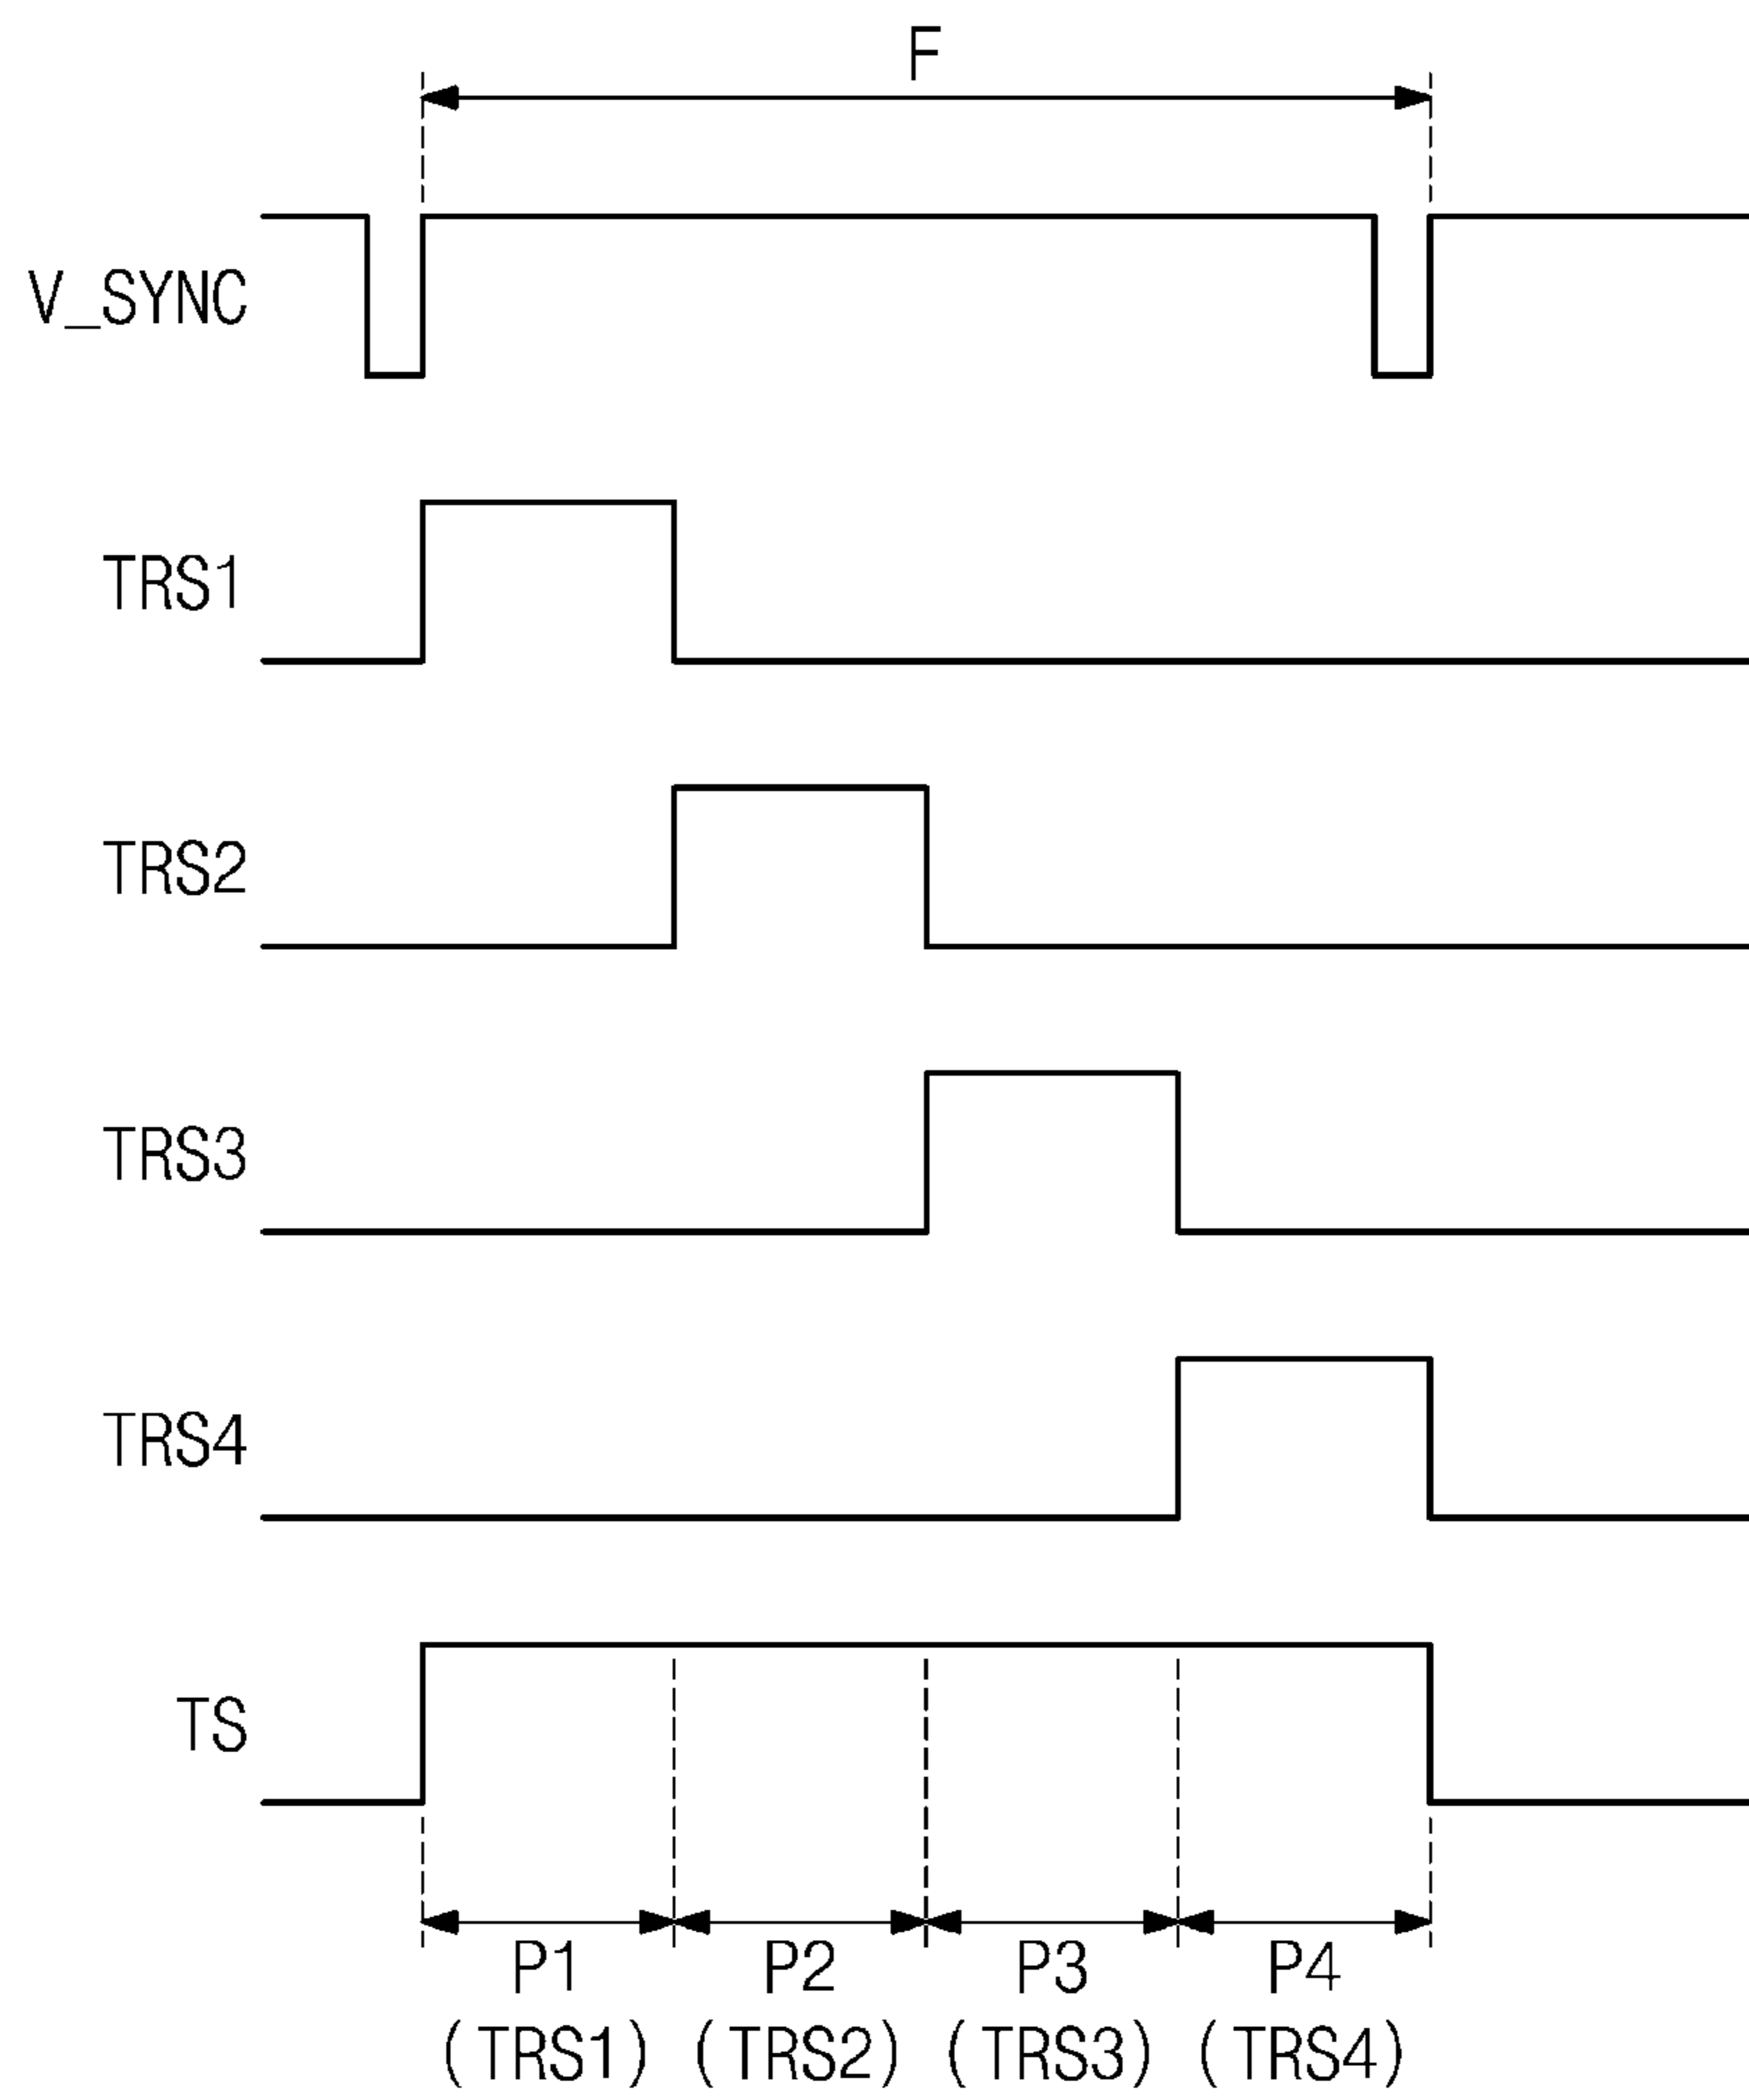 F
V_SYNC
TRS1
TRS2
TRS3
TRS4
TS
P1 P2 P3 P4
(TRS1) (TRS2) (TRS3) (TRS4)